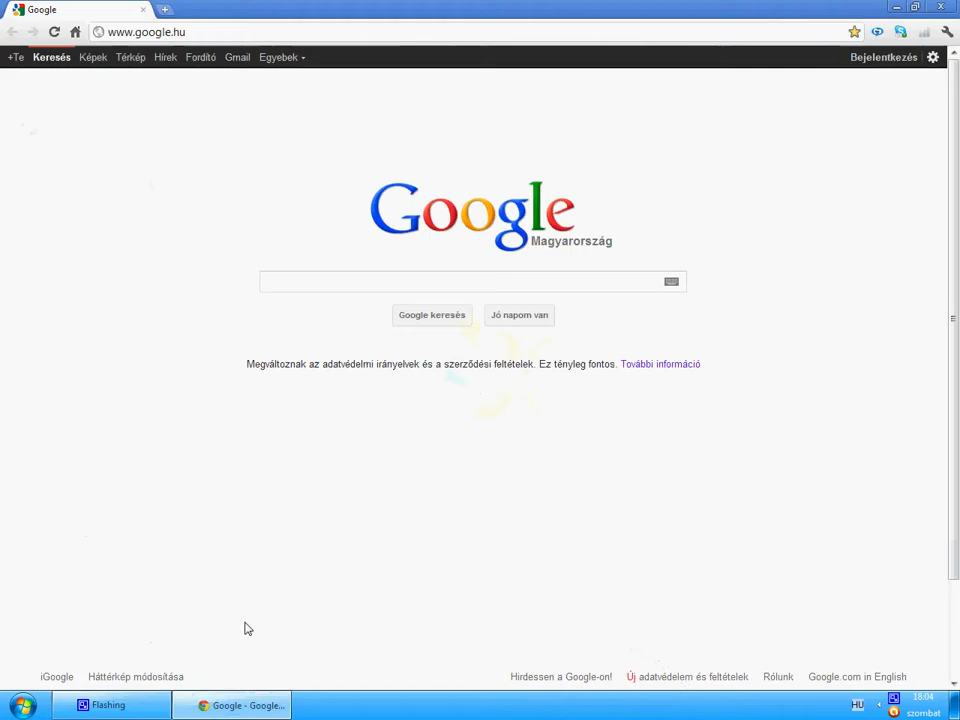 Google
www.google.hu
+Te Keresés Képek Térkép Hírek Fordító Gmail Egyebek Bejelentkezés
Google
Magyarország
Google keresés Jó napom van
Megváltoznak az adatvédelmi irányelvek és a szerződési feltételek. Ez tényleg fontos. További információ
iGoogle Háttérkép módosítása Hirdessen a Google-on! Új adatvédelem és feltételek Rólunk Google.com in English
Flashing Google - Google... HU 18:04
szombat